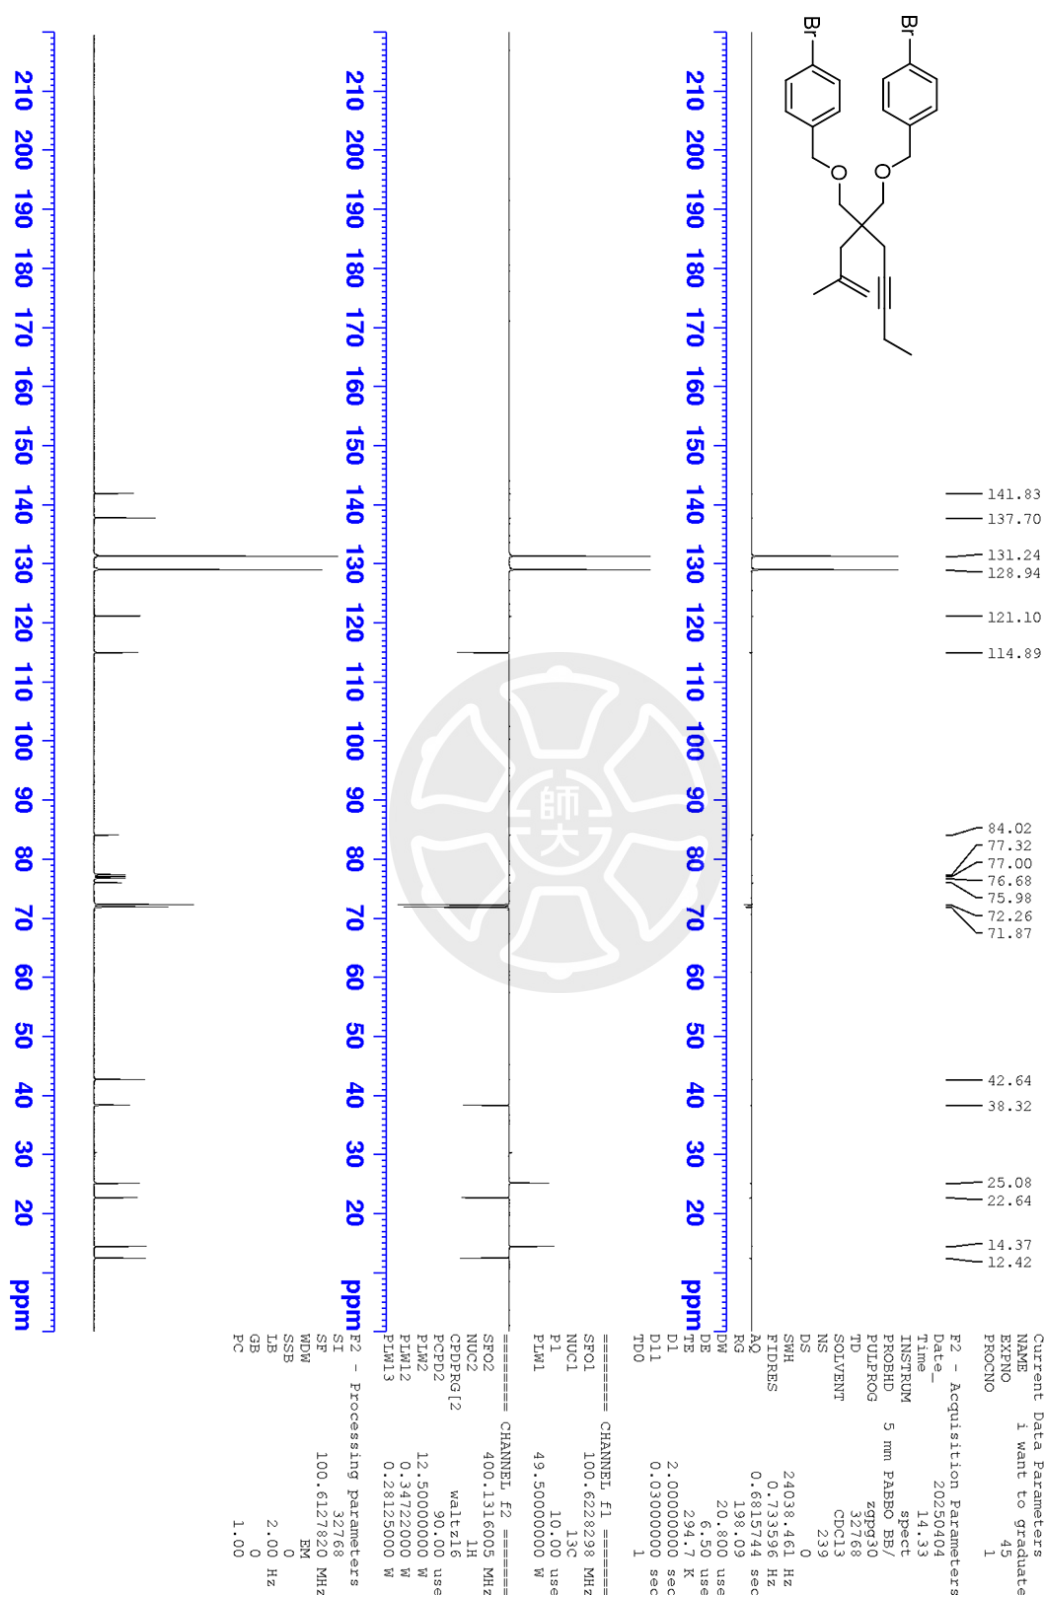 Br
Br
O
O
141.83
137.70
131.24
128.94
121.10
114.89
84.02
77.32
77.00
76.68
75.98
72.26
71.87
42.64
38.32
25.08
22.64
14.37
12.42
210 200 190 180 170 160 150 140 130 120 110 100 90 80 70 60 50 40 30 20 ppm
210 200 190 180 170 160 150 140 130 120 110 100 90 80 70 60 50 40 30 20 ppm
210 200 190 180 170 160 150 140 130 120 110 100 90 80 70 60 50 40 30 20 ppm
師大
Current Data Parameters
NAME i want to graduate
EXPNO 45
PROCNO 1
F2 - Acquisition Parameters
Date_ 20250404
Time 14.33
INSTRUM spect
PROBHD 5 mm PABBO BB/
PULPROG zgpg30
TD 32768
SOLVENT CDCl3
NS 239
DS 0
SWH 24038.461 Hz
FIDRES 0.733596 Hz
AQ 0.6815744 sec
RG 198.09
DW 20.800 use
DE 6.50 use
TE 294.7 K
D1 2.00000000 sec
D11 0.03000000 sec
TD0 1
======== CHANNEL f1 ========
SFO1 100.6228298 MHz
NUC1 13C
P1 10.00 use
PLW1 49.50000000 W
======== CHANNEL f2 ========
SFO2 400.1316005 MHz
NUC2 1H
CPDPRG[2 waltz16
PCPD2 90.00 use
PLW2 12.50000000 W
PLW12 0.34722000 W
PLW13 0.28125000 W
F2 - Processing parameters
SI 32768
SF 100.6127820 MHz
WDW EM
SSB 0
LB 2.00 Hz
GB 0
PC 1.00